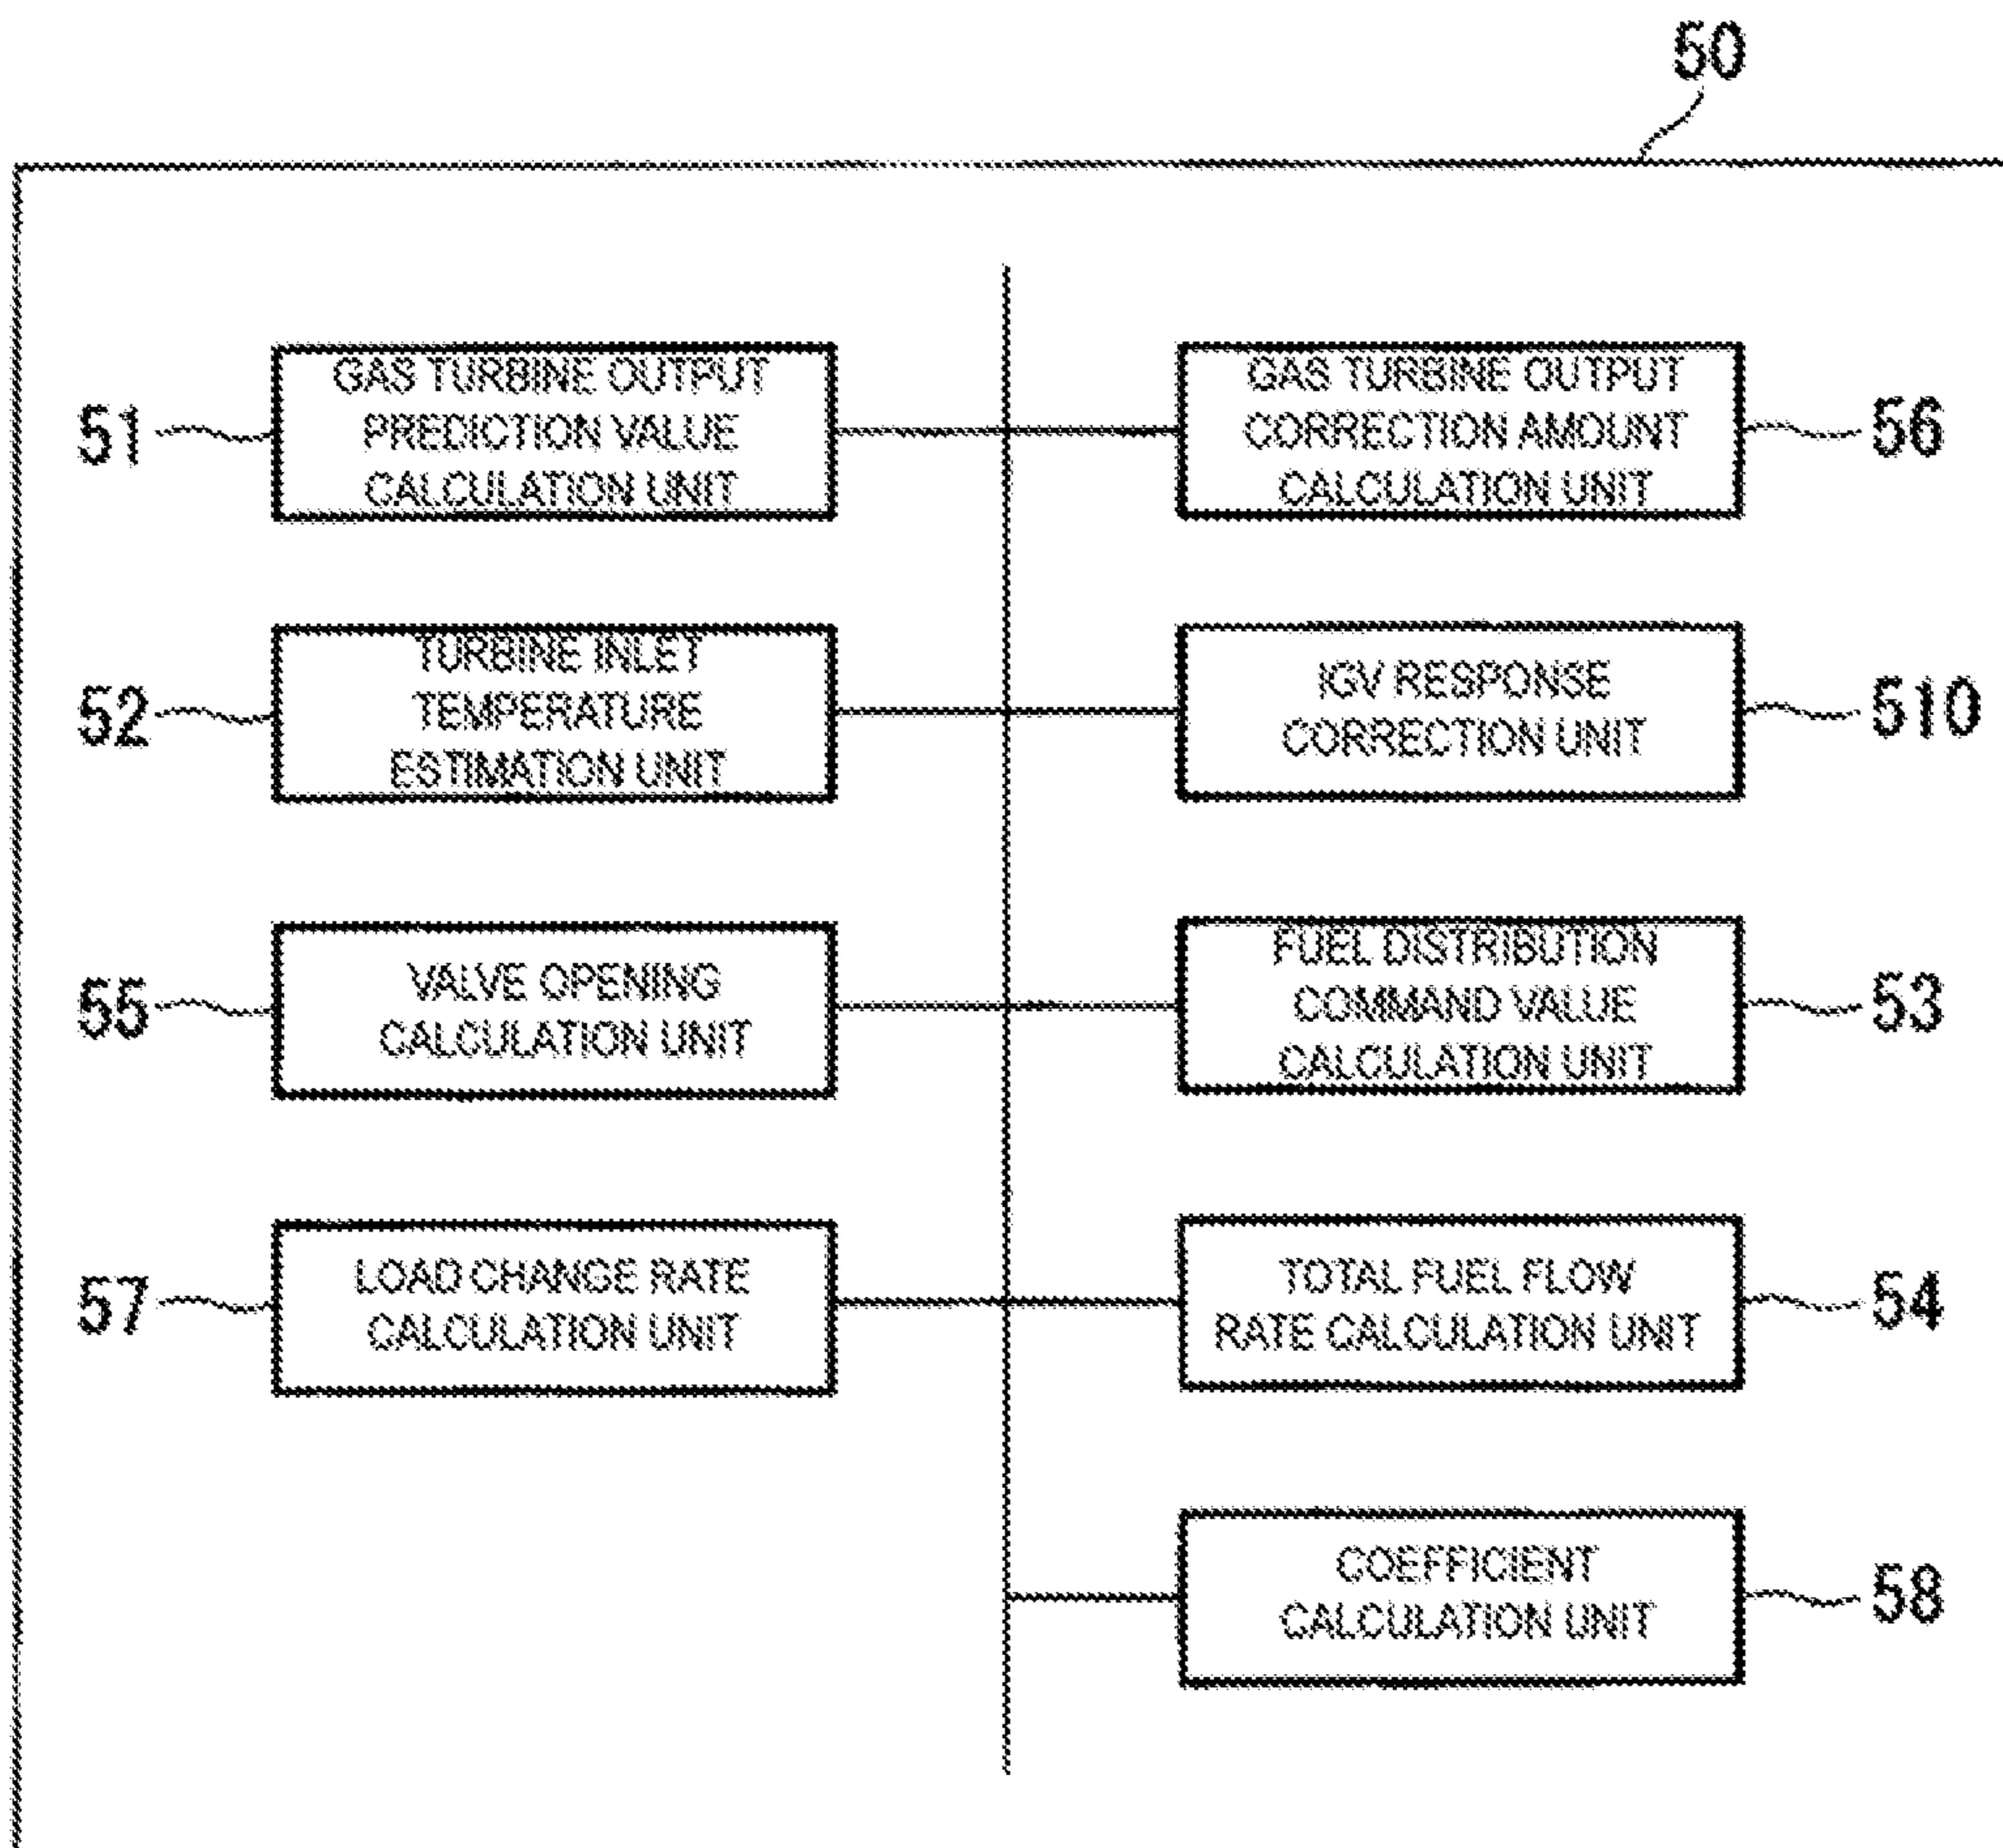 50
51
GAS TURBINE OUTPUT
PREDICTION VALUE
CALCULATION UNIT
GAS TURBINE OUTPUT
CORRECTION AMOUNT
CALCULATION UNIT
56
52
TURBINE INLET
TEMPERATURE
ESTIMATION UNIT
IGV RESPONSE
CORRECTION UNIT
510
55
VALVE OPENING
CALCULATION UNIT
FUEL DISTRIBUTION
COMMAND VALUE
CALCULATION UNIT
53
57
LOAD CHANGE RATE
CALCULATION UNIT
TOTAL FUEL FLOW
RATE CALCULATION UNIT
54
COEFFICIENT
CALCULATION UNIT
58